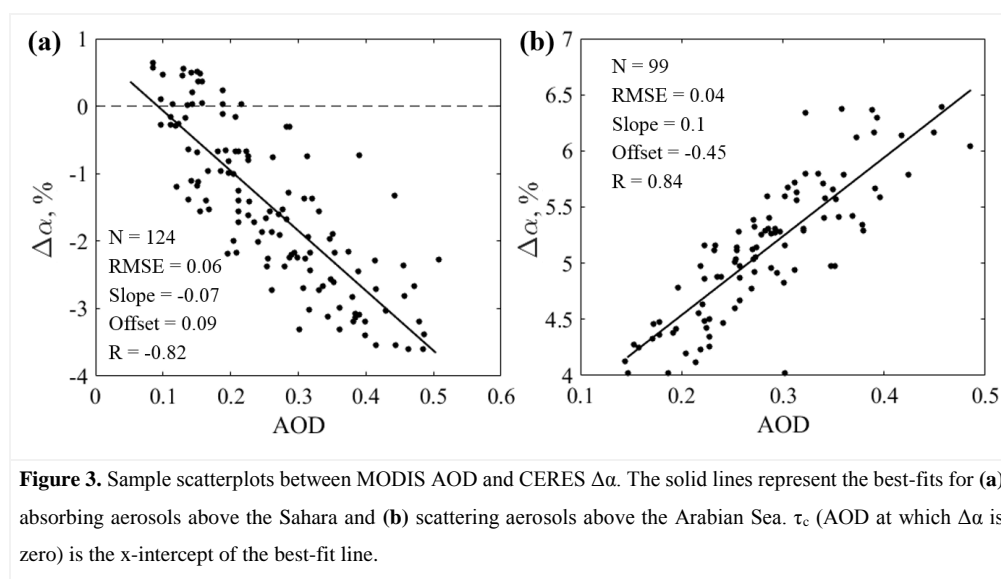 (a)
1
0
-1
-2
-3
-4
Δα, %
N = 124
RMSE = 0.06
Slope = -0.07
Offset = 0.09
R = -0.82
0 0.1 0.2 0.3 0.4 0.5 0.6
AOD
(b)
7
6.5
6
5.5
5
4.5
4
Δα, %
N = 99
RMSE = 0.04
Slope = 0.1
Offset = -0.45
R = 0.84
0.1 0.2 0.3 0.4 0.5
AOD
Figure 3. Sample scatterplots between MODIS AOD and CERES Δα. The solid lines represent the best-fits for (a)
absorbing aerosols above the Sahara and (b) scattering aerosols above the Arabian Sea. τc (AOD at which Δα is
zero) is the x-intercept of the best-fit line.